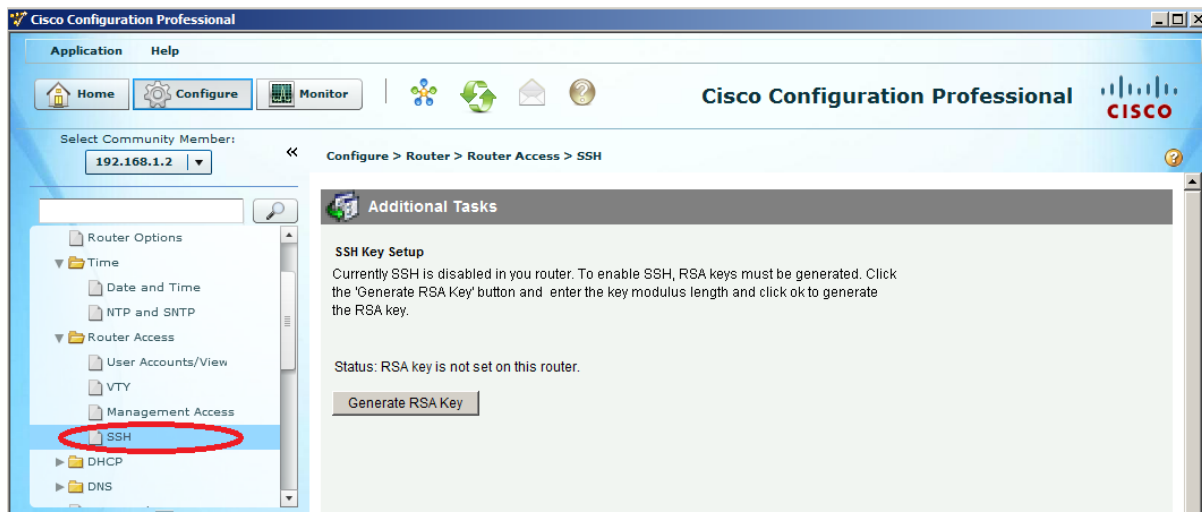 Cisco Configuration Professional
Application Help
Home Configure Monitor
Cisco Configuration Professional
CISCO
Select Community Member:
192.168.1.2
Configure > Router > Router Access > SSH
Router Options
Time
Date and Time
NTP and SNTP
Router Access
User Accounts/View
VTY
Management Access
SSH
DHCP
DNS
Additional Tasks
SSH Key Setup
Currently SSH is disabled in you router. To enable SSH, RSA keys must be generated. Click
the 'Generate RSA Key' button and enter the key modulus length and click ok to generate
the RSA key.
Status: RSA key is not set on this router.
Generate RSA Key